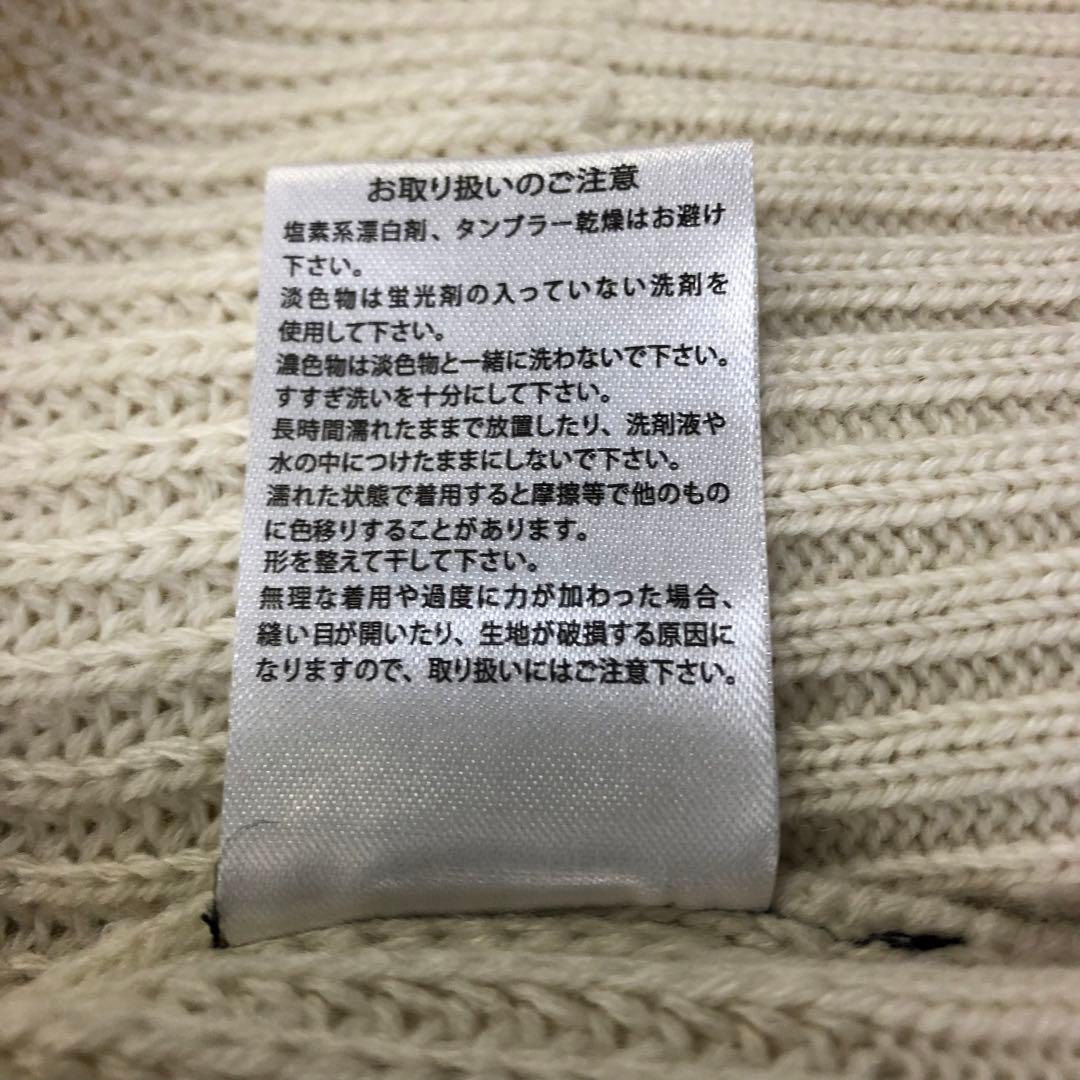 お取り扱いのご注意
塩素系漂白剤、タンブラー乾燥はお避け
下さい。
淡色物は蛍光剤の入っていない洗剤を
使用して下さい。
濃色物は淡色物と一緒に洗わないで下さい。
すすぎ洗いを十分にして下さい。
長時間濡れたままで放置したり、洗剤液や
水の中につけたままにしないで下さい。
濡れた状態で着用すると摩擦等で他のもの
に色移りすることがあります。
形を整えて干して下さい。
無理な着用や過度に力が加わった場合、
縫い目が開いたり、生地が破損する原因に
なりますので、取り扱いにはご注意下さい。